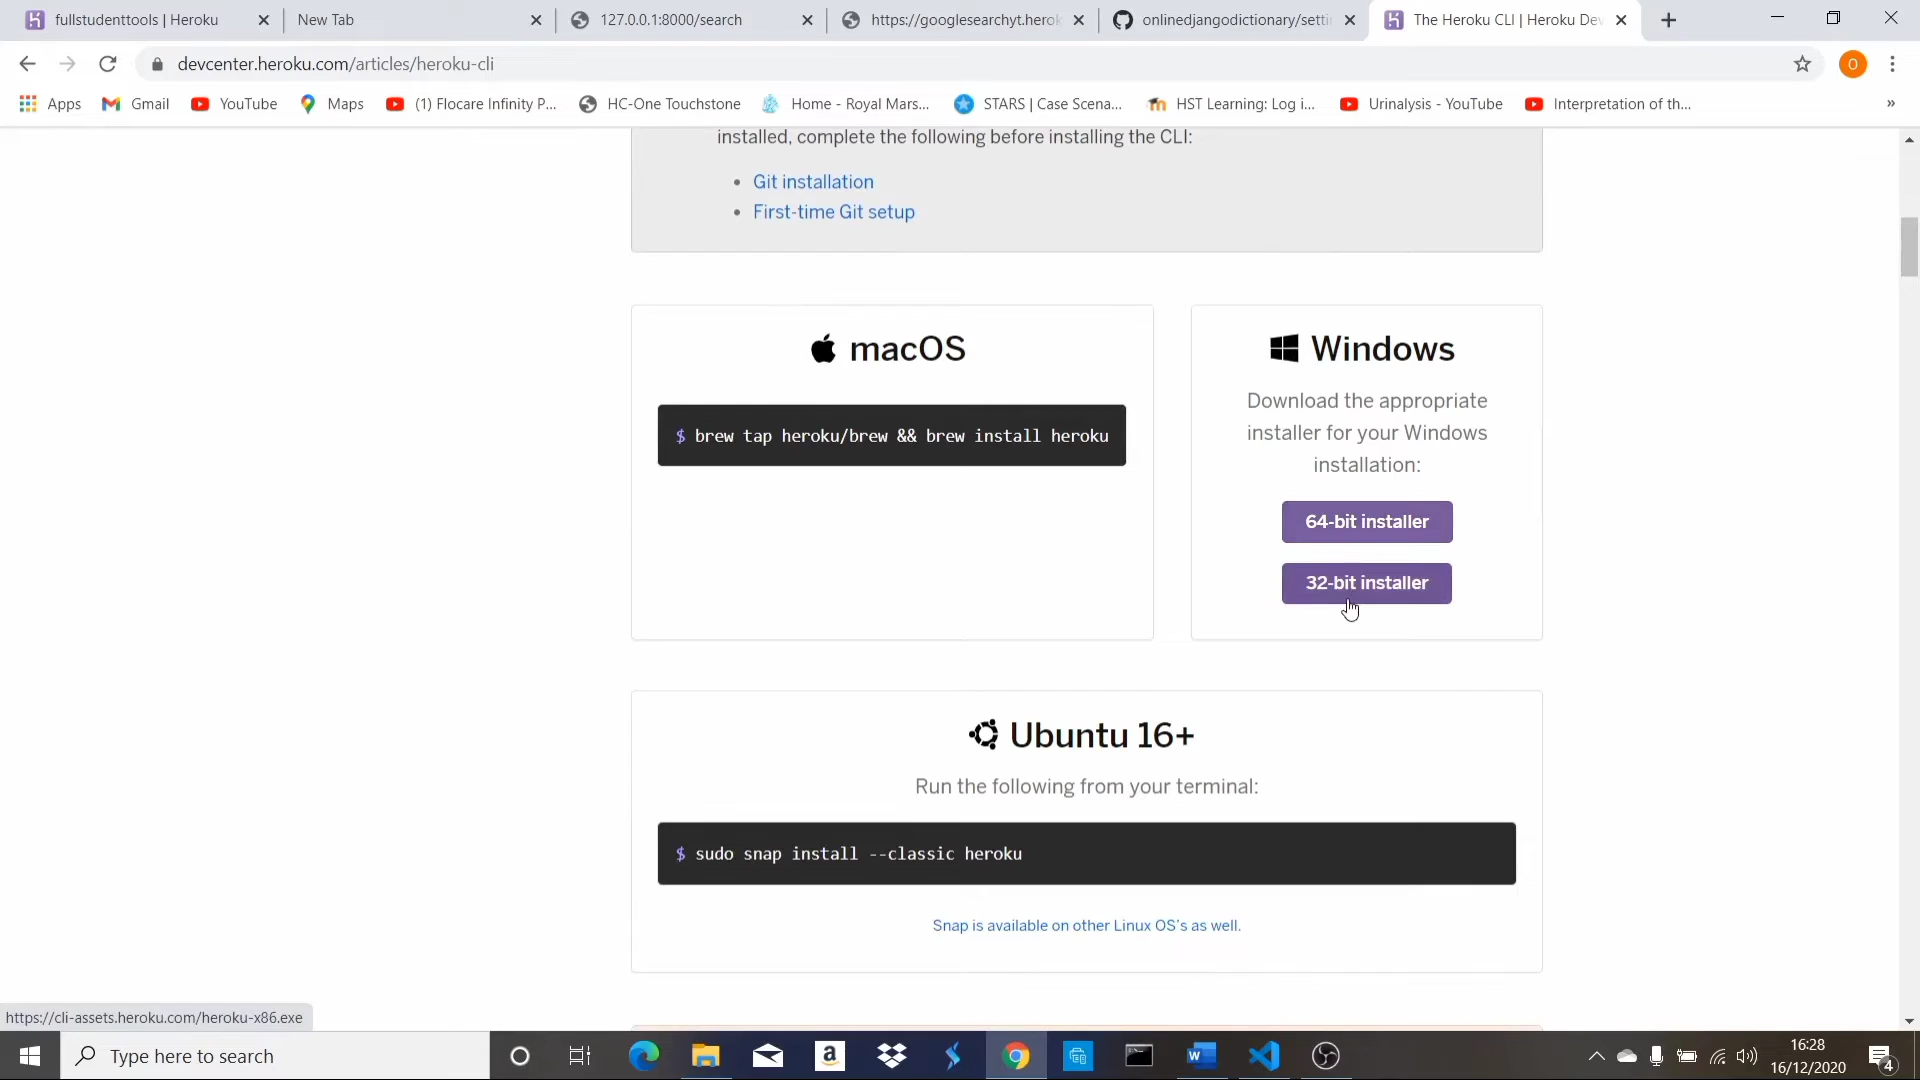 fullstudenttools | Heroku
New Tab
127.0.0.1:8000/search
https://googlesearchyt.herok
onlinedjangodictionary/setti
The Heroku CLI | Heroku Dev
devcenter.heroku.com/articles/heroku-cli
O
Apps
Gmail
YouTube
Maps
(1) Flocare Infinity P...
HC-One Touchstone
Home - Royal Mars...
STARS | Case Scena...
HST Learning: Log i...
Urinalysis - YouTube
Interpretation of th...
»
installed, complete the following before installing the CLI:
• Git installation
• First-time Git setup
macOS
$ brew tap heroku/brew && brew install heroku
Windows
Download the appropriate
installer for your Windows
installation:
64-bit installer
32-bit installer
Ubuntu 16+
Run the following from your terminal:
$ sudo snap install --classic heroku
Snap is available on other Linux OS's as well.
https://cli-assets.heroku.com/heroku-x86.exe
Type here to search
16:28
16/12/2020
4